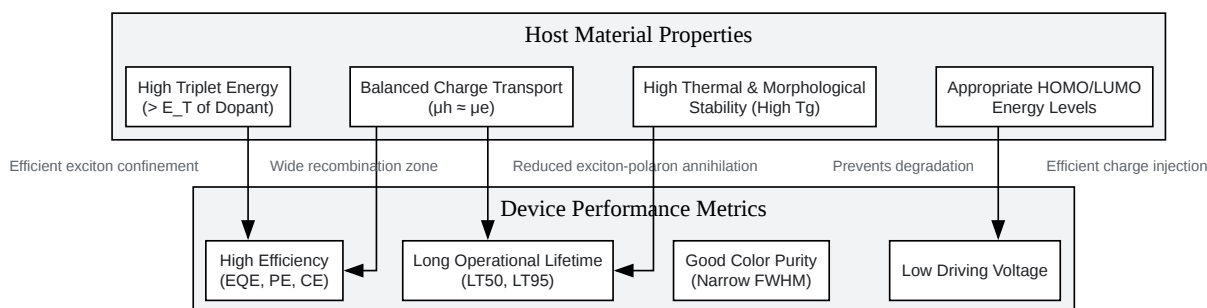 Host Material Properties
High Triplet Energy
(> E_T of Dopant)
Balanced Charge Transport
(μh ≈ μe)
High Thermal & Morphological
Stability (High Tg)
Appropriate HOMO/LUMO
Energy Levels
Efficient exciton confinement
Wide recombination zone
Reduced exciton-polaron annihilation
Prevents degradation
Efficient charge injection
Device Performance Metrics
High Efficiency
(EQE, PE, CE)
Long Operational Lifetime
(LT50, LT95)
Good Color Purity
(Narrow FWHM)
Low Driving Voltage